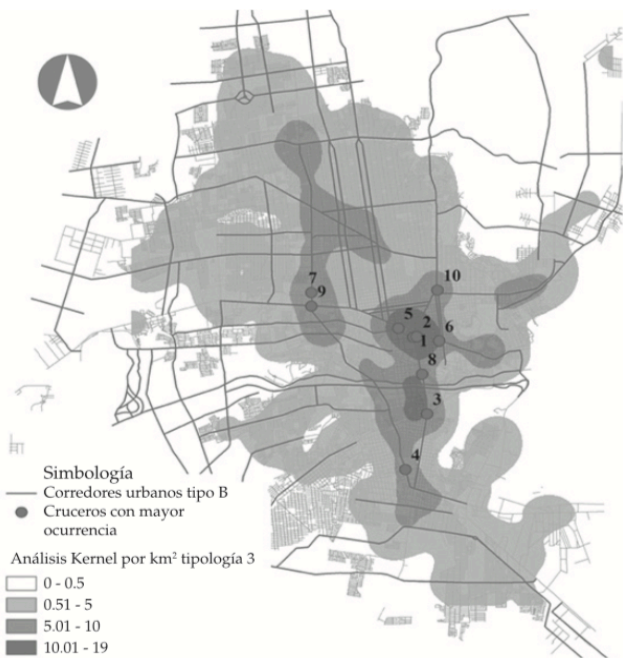 10
7
9
5
2
6
1
8
3
4
Simbología
Corredores urbanos tipo B
Cruceros con mayor
ocurrencia
Análisis Kernel por km² tipología 3
0 - 0.5
0.51 - 5
5.01 - 10
10.01 - 19